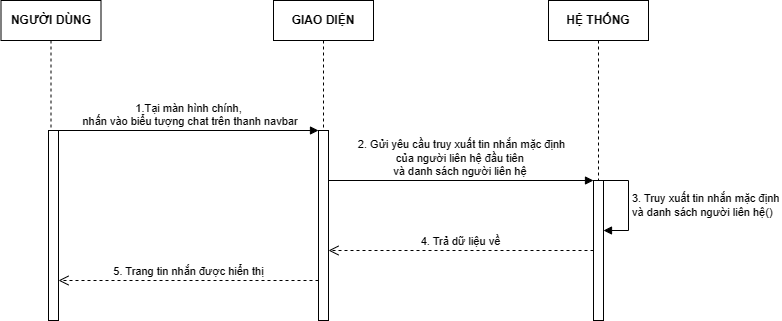 NGƯỜI DÙNG
GIAO DIỆN
HỆ THỐNG
1.Tại màn hình chính,
nhấn vào biểu tượng chat trên thanh navbar
2. Gửi yêu cầu truy xuất tin nhắn mặc định
của người liên hệ đầu tiên
và danh sách người liên hệ
3. Truy xuất tin nhắn mặc định
và danh sách người liên hệ()
4. Trả dữ liệu về
5. Trang tin nhắn được hiển thị